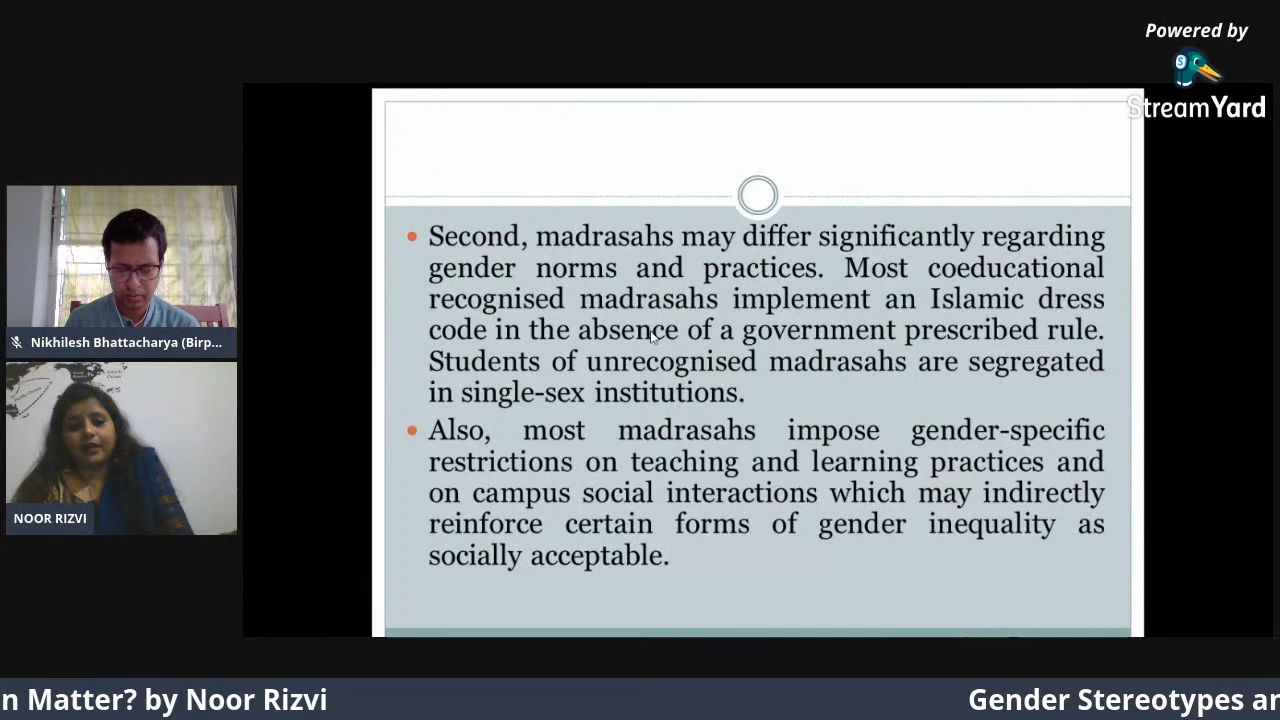 Powered by
StreamYard
Second, madrasahs may differ significantly regarding
gender norms and practices. Most coeducational
recognised madrasahs implement an Islamic dress
code in the absence of a government prescribed rule.
Students of unrecognised madrasahs are segregated
in single-sex institutions.
Also, most madrasahs impose gender-specific
restrictions on teaching and learning practices and
on campus social interactions which may indirectly
reinforce certain forms of gender inequality as
socially acceptable.
Nikhilesh Bhattacharya (Birp...
NOOR RIZVI
n Matter? by Noor Rizvi
Gender Stereotypes ar